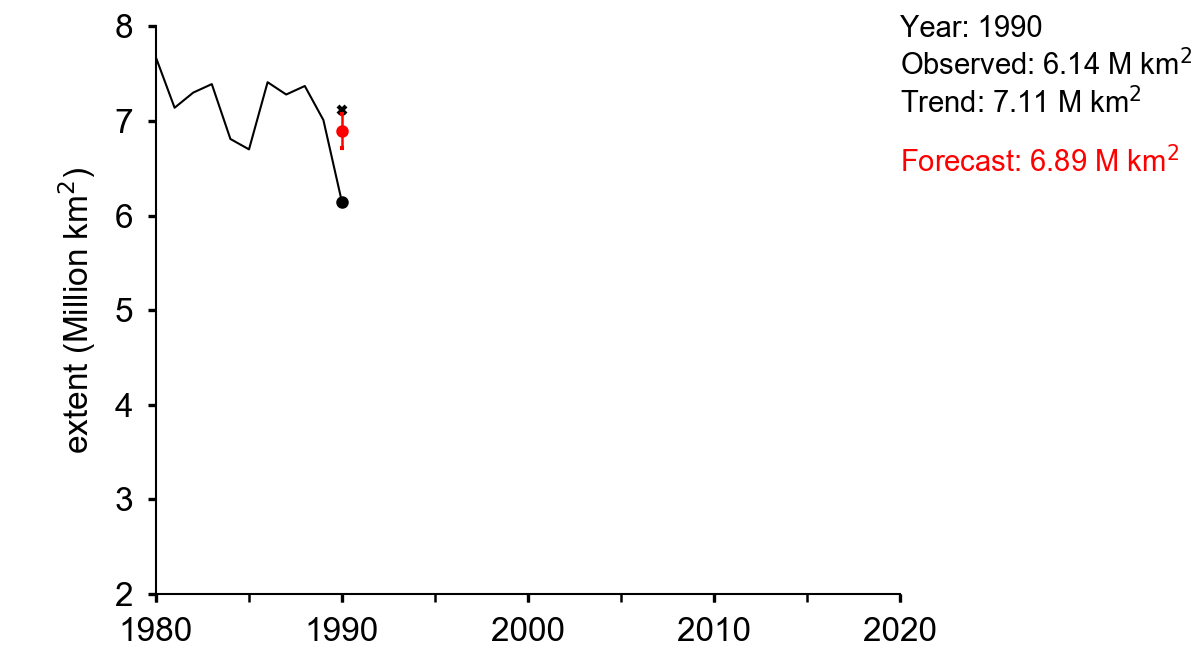 Year: 1990
Observed: 6.14 M km²
Trend: 7.11 M km²
Forecast: 6.89 M km²
extent (Million km²)
8
7
6
5
4
3
2
1980 1990 2000 2010 2020